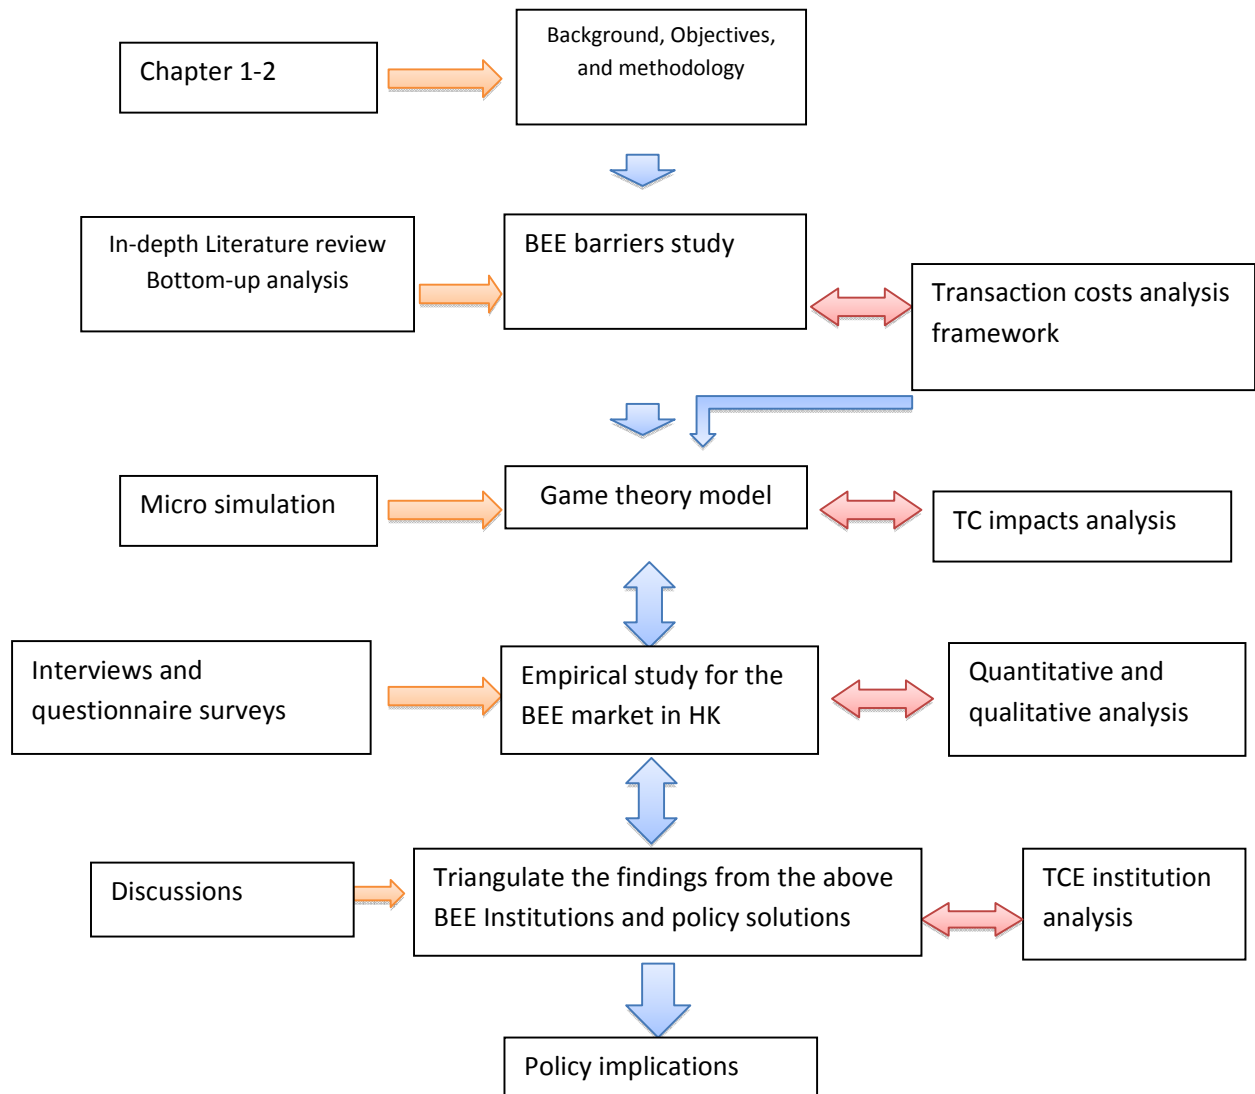 Chapter 1-2
Background, Objectives,
and methodology
In-depth Literature review
Bottom-up analysis
BEE barriers study
Transaction costs analysis
framework
Micro simulation
Game theory model
TC impacts analysis
Interviews and
questionnaire surveys
Empirical study for the
BEE market in HK
Quantitative and
qualitative analysis
Discussions
Triangulate the findings from the above
BEE Institutions and policy solutions
TCE institution
analysis
Policy implications